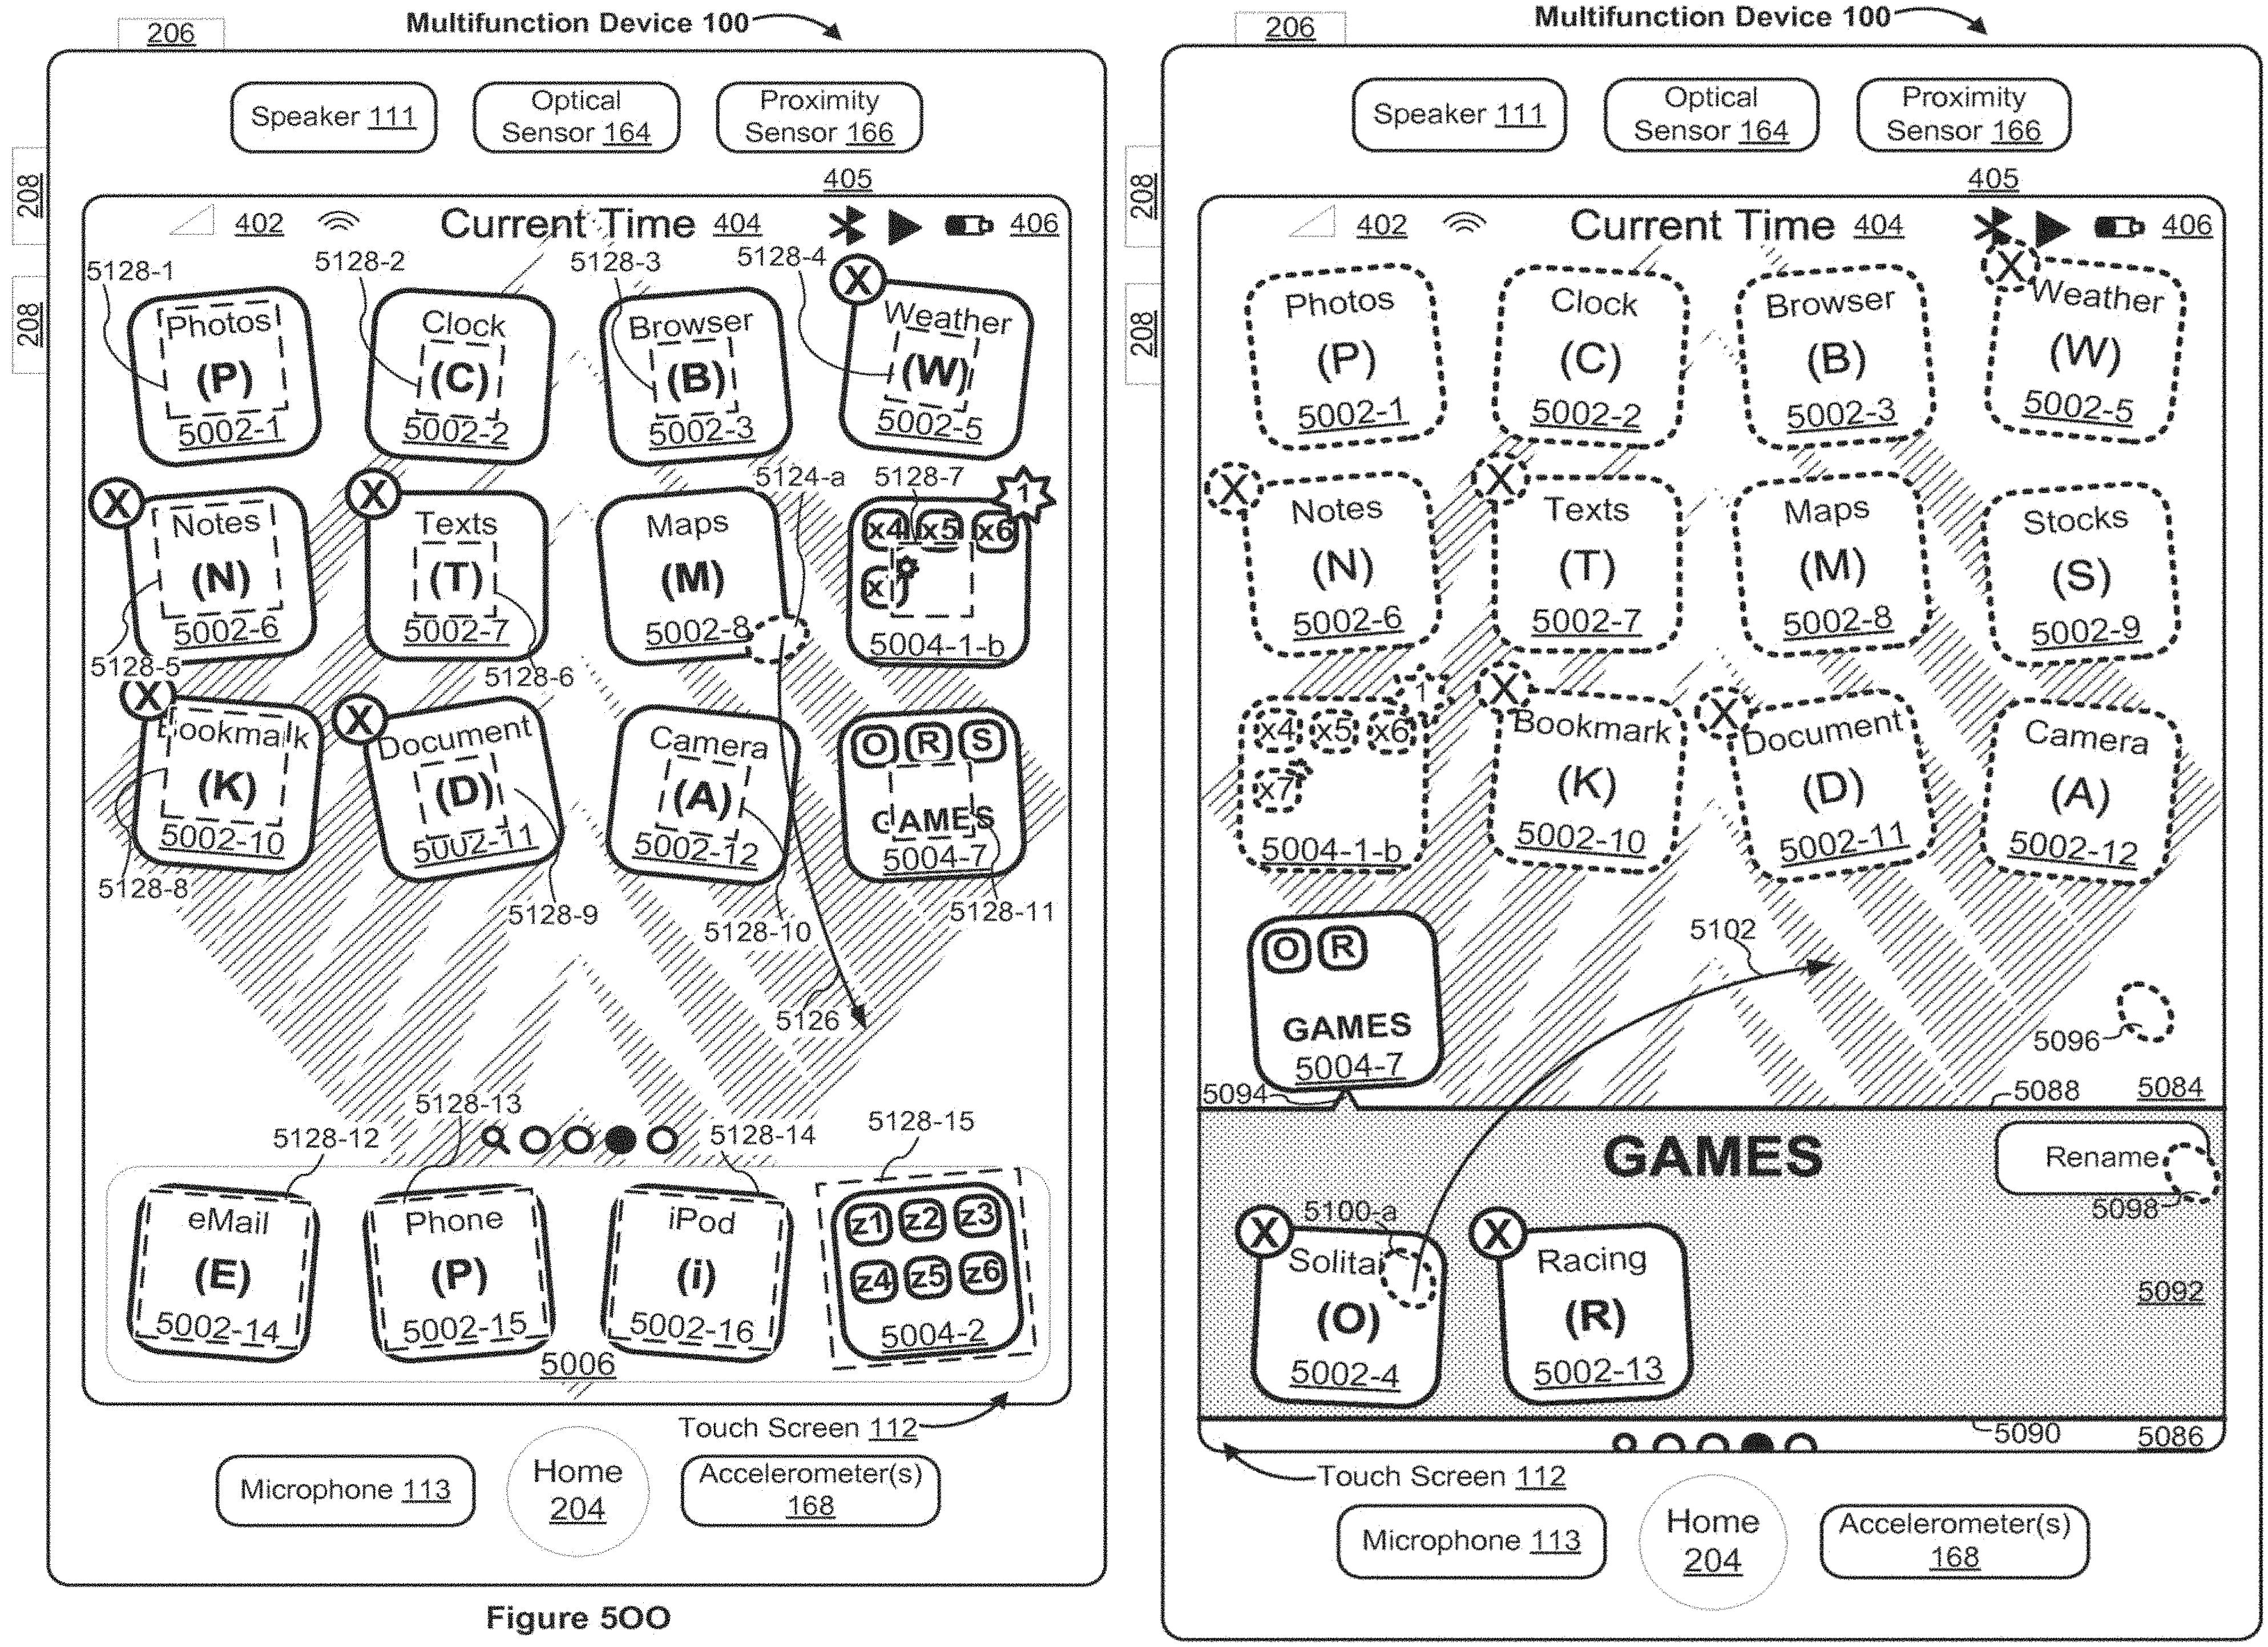 Multifunction Device 100
206
Speaker 111
Optical
Sensor 164
Proximity
Sensor 166
208
208
405
402
Current Time 404
406
5128-1
5128-2
5128-3
5128-4
X
Photos
(P)
5002-1
Clock
(C)
5002-2
Browser
(B)
5002-3
Weather
(W)
5002-5
5124-a
5128-7
X
Notes
(N)
5002-6
X
Texts
(T)
5002-7
Maps
(M)
5002-8
1
x4
x5
x6
x
5004-1-b
5128-5
5128-6
X
ookmark
(K)
5002-10
X
Document
(D)
5002-11
Camera
(A)
5002-12
O
R
S
GAMES
5004-7
5128-8
5128-9
5128-10
5128-11
5126
5128-13
5128-12
5128-14
5128-15
eMail
(E)
5002-14
Phone
(P)
5002-15
iPod
(i)
5002-16
z1
z2
z3
z4
z5
z6
5004-2
5006
Touch Screen 112
Microphone 113
Home
204
Accelerometer(s)
168
Figure 5OO
Multifunction Device 100
206
Speaker 111
Optical
Sensor 164
Proximity
Sensor 166
208
208
405
402
Current Time 404
406
Photos
(P)
5002-1
Clock
(C)
5002-2
Browser
(B)
5002-3
X
Weather
(W)
5002-5
X
Notes
(N)
5002-6
X
Texts
(T)
5002-7
Maps
(M)
5002-8
Stocks
(S)
5002-9
1
x4
x5
x6
x7
5004-1-b
X
Bookmark
(K)
5002-10
X
Document
(D)
5002-11
Camera
(A)
5002-12
O
R
GAMES
5004-7
5102
5096
5094
5088
5084
GAMES
Rename
5098
5100-a
X
Solitai
(O)
5002-4
X
Racing
(R)
5002-13
5092
5090
5086
Touch Screen 112
Microphone 113
Home
204
Accelerometer(s)
168